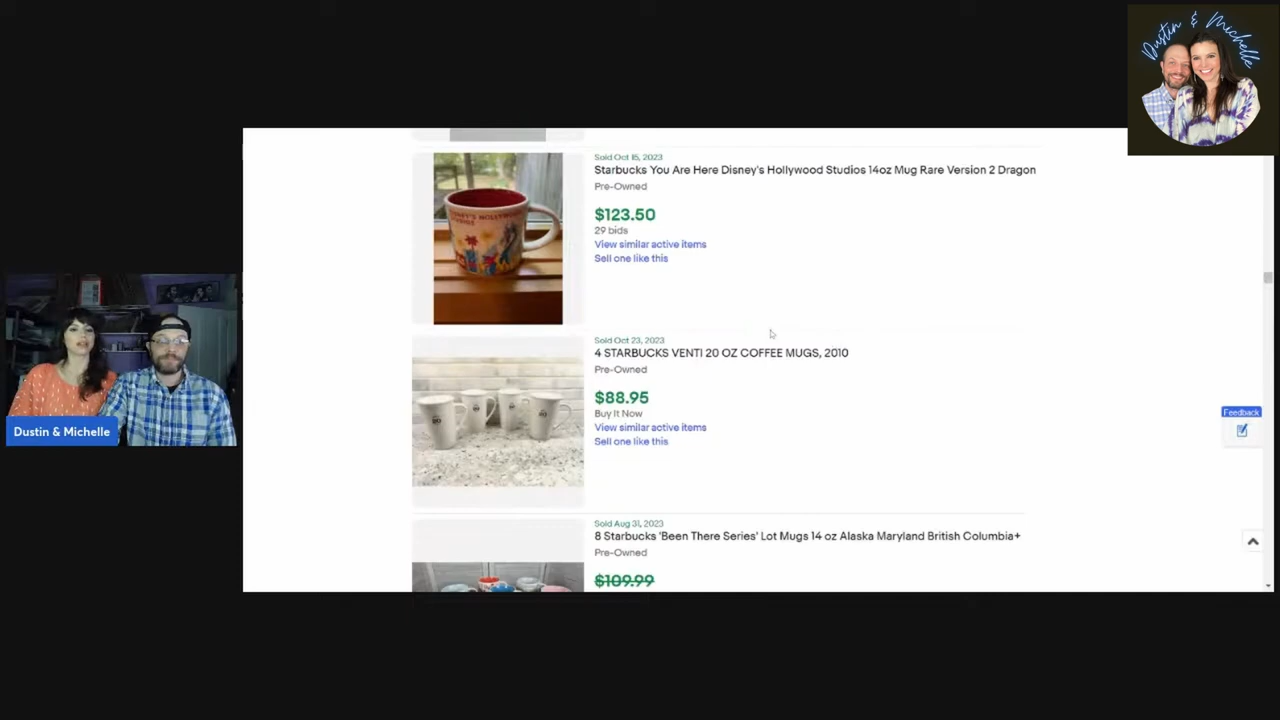 Dustin & Michelle
Sold Oct 15, 2023
Starbucks You Are Here Disney's Hollywood Studios 14oz Mug Rare Version 2 Dragon
Pre-Owned
$123.50
29 bids
View similar active items
Sell one like this
Sold Oct 23, 2023
4 STARBUCKS VENTI 20 OZ COFFEE MUGS, 2010
Pre-Owned
$88.95
Buy It Now
View similar active items
Sell one like this
Feedback
Dustin & Michelle
Sold Aug 31, 2023
8 Starbucks 'Been There Series' Lot Mugs 14 oz Alaska Maryland British Columbia+
Pre-Owned
$109.99